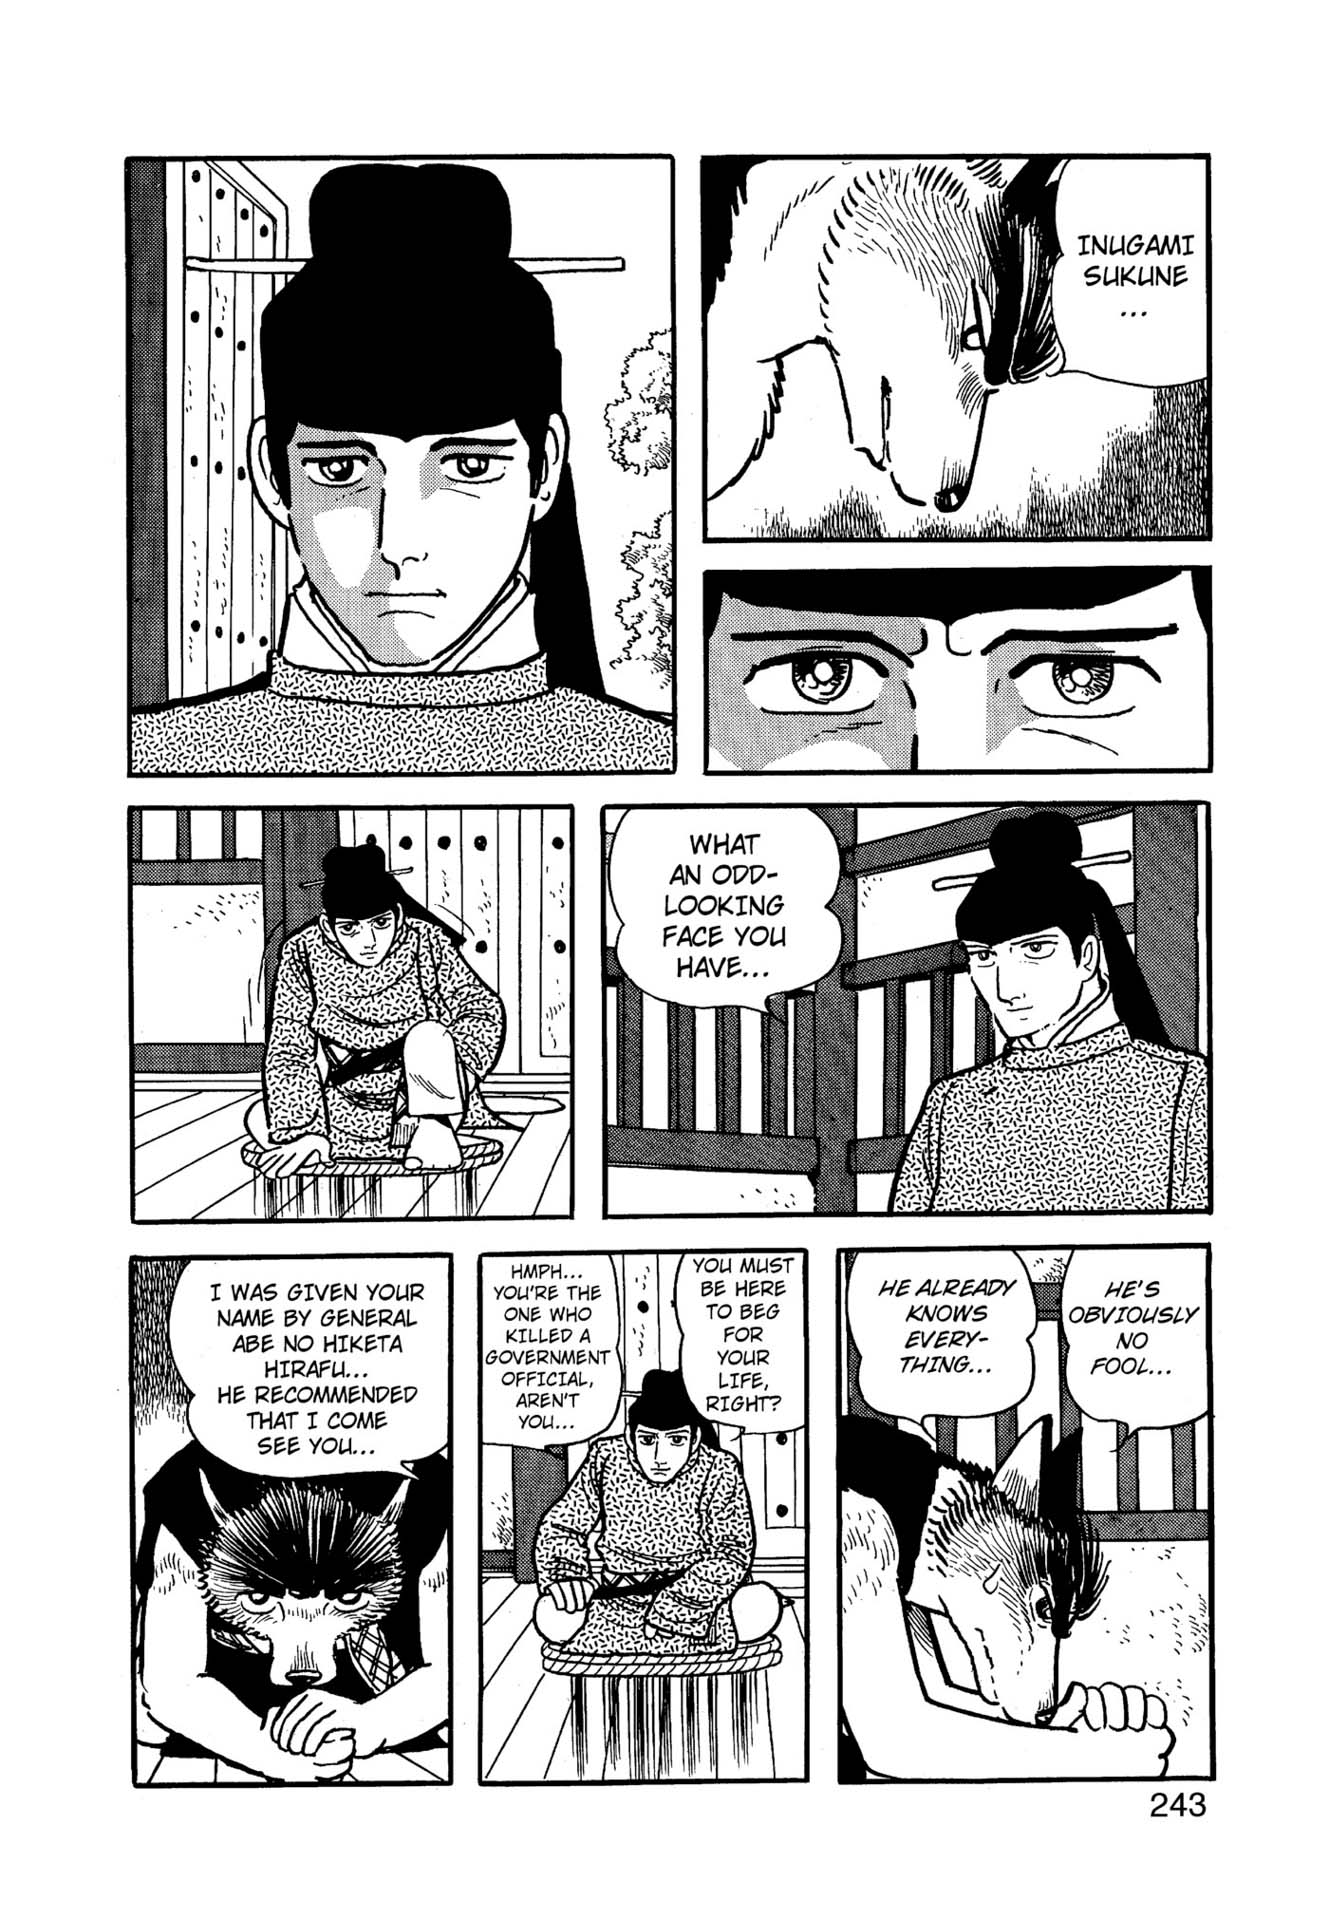 INUGAMI
SUKUNE
...
WHAT
AN ODD-
LOOKING
FACE YOU
HAVE...
I WAS GIVEN YOUR
NAME BY GENERAL
ABE NO HIKETA
HIRAFU...
HE RECOMMENDED
THAT I COME
SEE YOU...
HMPH...
YOU'RE THE
ONE WHO
KILLED A
GOVERNMENT
OFFICIAL,
AREN'T
YOU...
YOU MUST
BE HERE
TO BEG
FOR
YOUR
LIFE,
RIGHT?
HE ALREADY
KNOWS
EVERY-
THING...
HE'S
OBVIOUSLY
NO
FOOL...
243